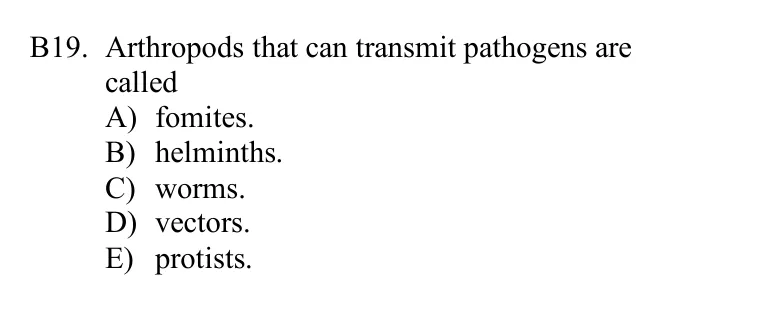 B19. Arthropods that can transmit pathogens are
called
A) fomites.
B) helminths.
C) worms.
D) vectors.
E) protists.